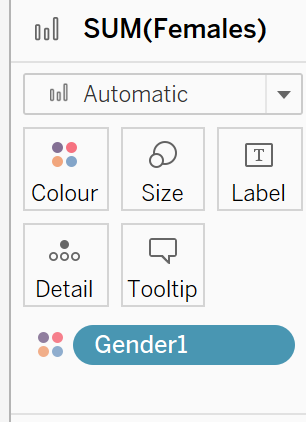 SUM(Females)
Automatic
Colour Size Label
T
Detail Tooltip
Gender1